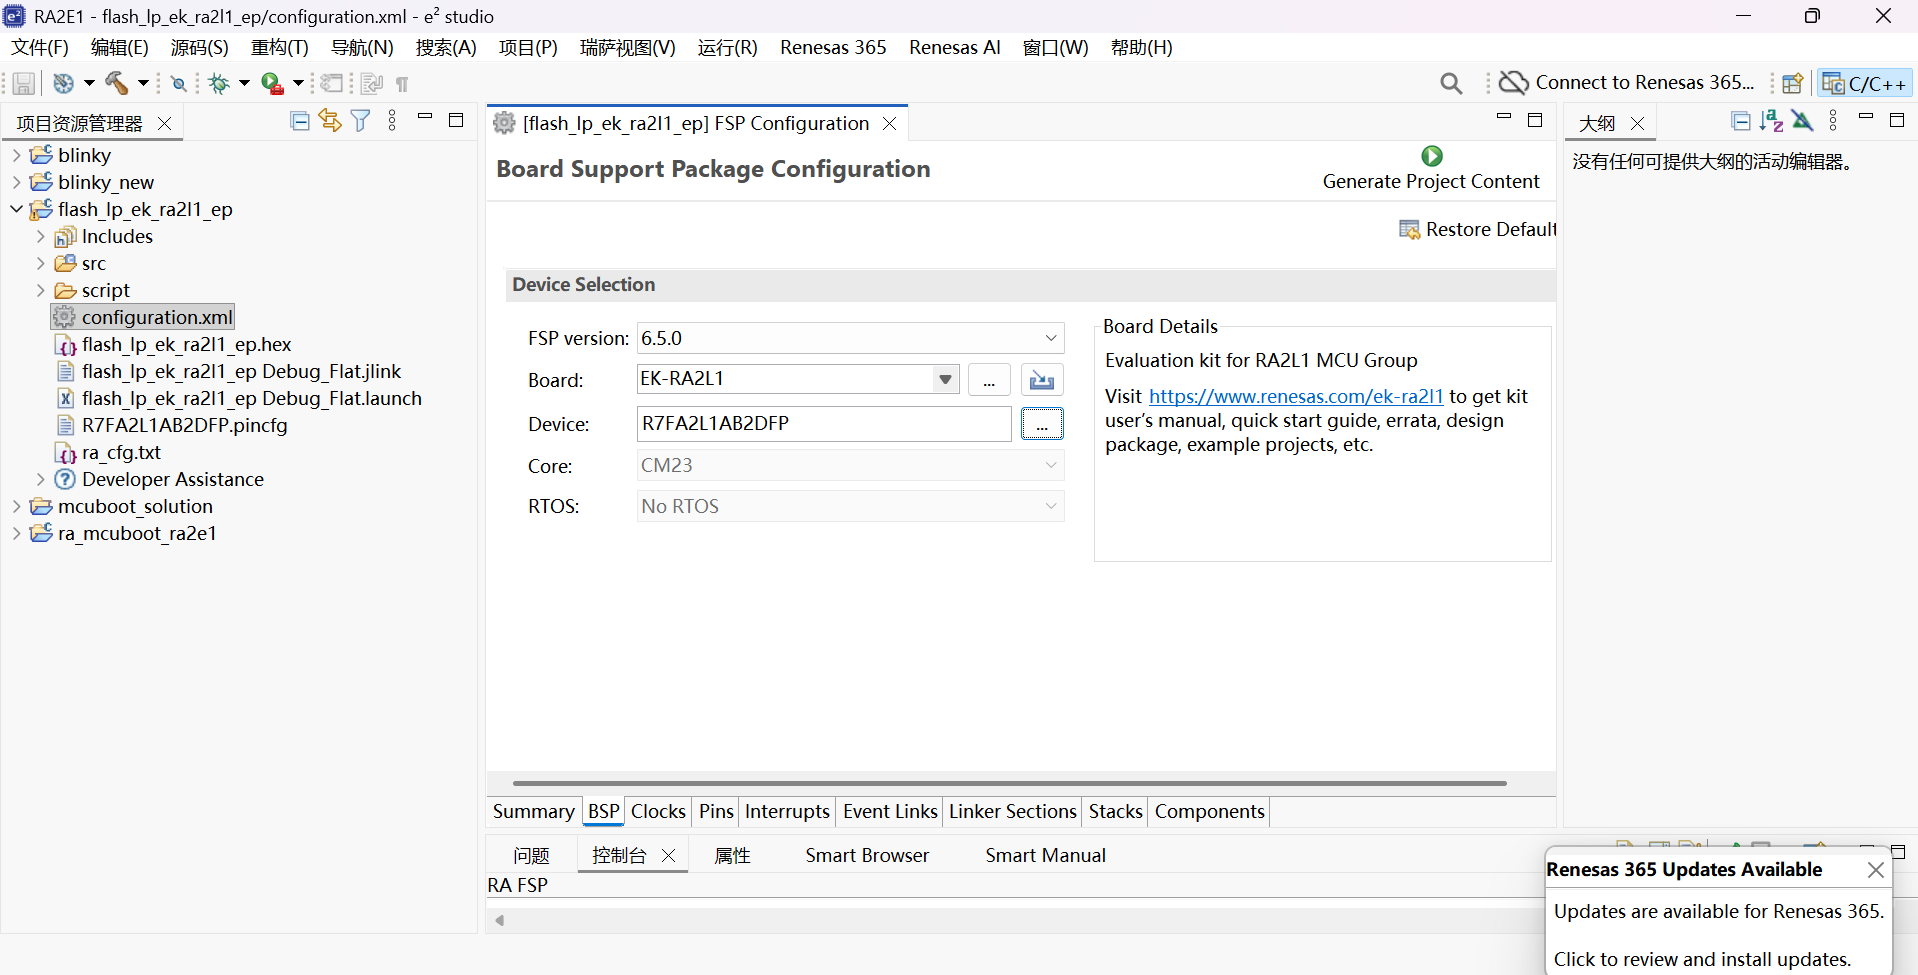 RA2E1 - flash_lp_ek_ra2l1_ep/configuration.xml - e² studio
文件(F) 编辑(E) 源码(S) 重构(T) 导航(N) 搜索(A) 项目(P) 瑞萨视图(V) 运行(R) Renesas 365 Renesas AI 窗口(W) 帮助(H)
Connect to Renesas 365... C/C++
项目资源管理器
blinky
blinky_new
flash_lp_ek_ra2l1_ep
Includes
src
script
configuration.xml
flash_lp_ek_ra2l1_ep.hex
flash_lp_ek_ra2l1_ep Debug_Flat.jlink
flash_lp_ek_ra2l1_ep Debug_Flat.launch
R7FA2L1AB2DFP.pincfg
ra_cfg.txt
Developer Assistance
mcuboot_solution
ra_mcuboot_ra2e1
[flash_lp_ek_ra2l1_ep] FSP Configuration
Board Support Package Configuration
Generate Project Content
Restore Default
Device Selection
FSP version: 6.5.0
Board: EK-RA2L1 ...
Device: R7FA2L1AB2DFP ...
Core: CM23
RTOS: No RTOS
Board Details
Evaluation kit for RA2L1 MCU Group
Visit https://www.renesas.com/ek-ra2l1 to get kit
user's manual, quick start guide, errata, design
package, example projects, etc.
Summary BSP Clocks Pins Interrupts Event Links Linker Sections Stacks Components
大纲
没有任何可提供大纲的活动编辑器。
问题 控制台 属性 Smart Browser Smart Manual
RA FSP
Renesas 365 Updates Available
Updates are available for Renesas 365.
Click to review and install updates.